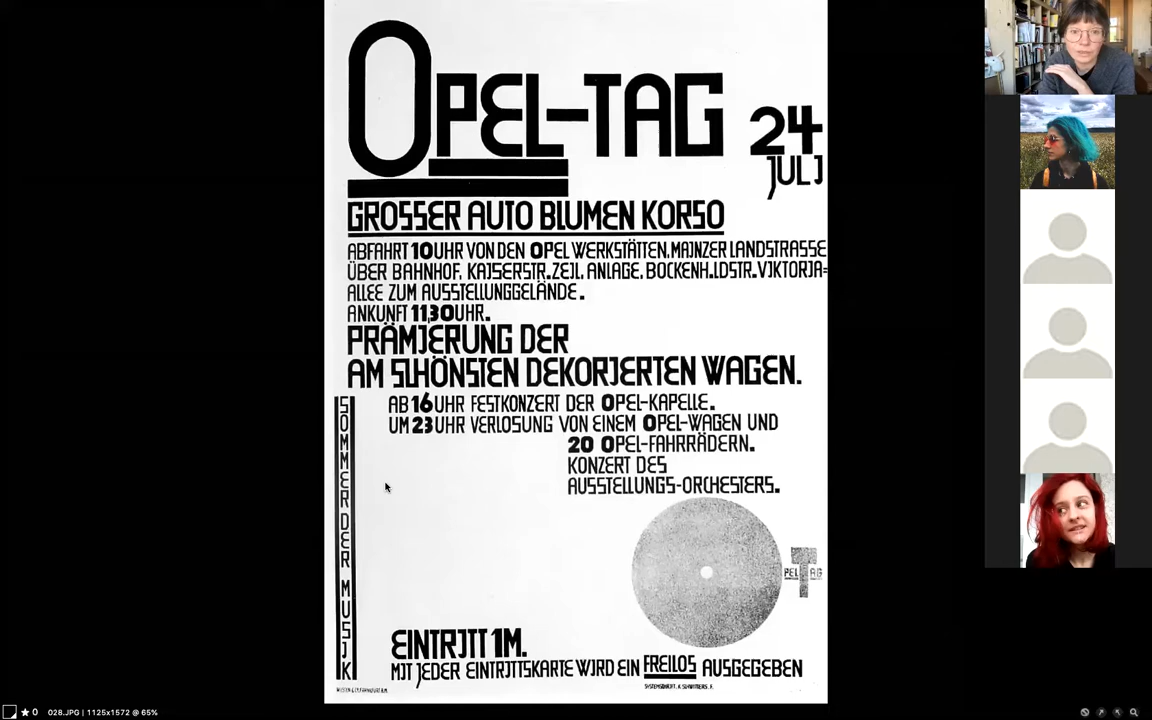 OPEL-TAG 24 JULI
GROSSER AUTO BLUMEN KORSO
ABFAHRT 10 UHR VON DEN OPEL WERKSTÄTTEN, MAINZER LANDSTRASSE
ÜBER BAHNHOF, KAISERSTR. ZEIL, ANLAGE, BOCKENH. LDSTR. VIKTORIA=
ALLEE ZUM AUSSTELLUNGGELÄNDE.
ANKUNFT 11,30 UHR.
PRÄMIERUNG DER
AM SCHÖNSTEN DEKORIERTEN WAGEN.
AB 16 UHR FESTKONZERT DER OPEL-KAPELLE.
UM 23 UHR VERLOSUNG VON EINEM OPEL-WAGEN UND
20 OPEL-FAHRRÄDERN.
KONZERT DES
AUSSTELLUNGS-ORCHESTERS.
SOMMER DER MUSIK
PEL TAG
EINTRITT 1M.
MIT JEDER EINTRITTSKARTE WIRD EIN FREILOS AUSGEGEBEN
SYSTEMSCHRIFT. K. SCHWITTERS. F.
0 028.JPG | 1125x1572 @ 65%